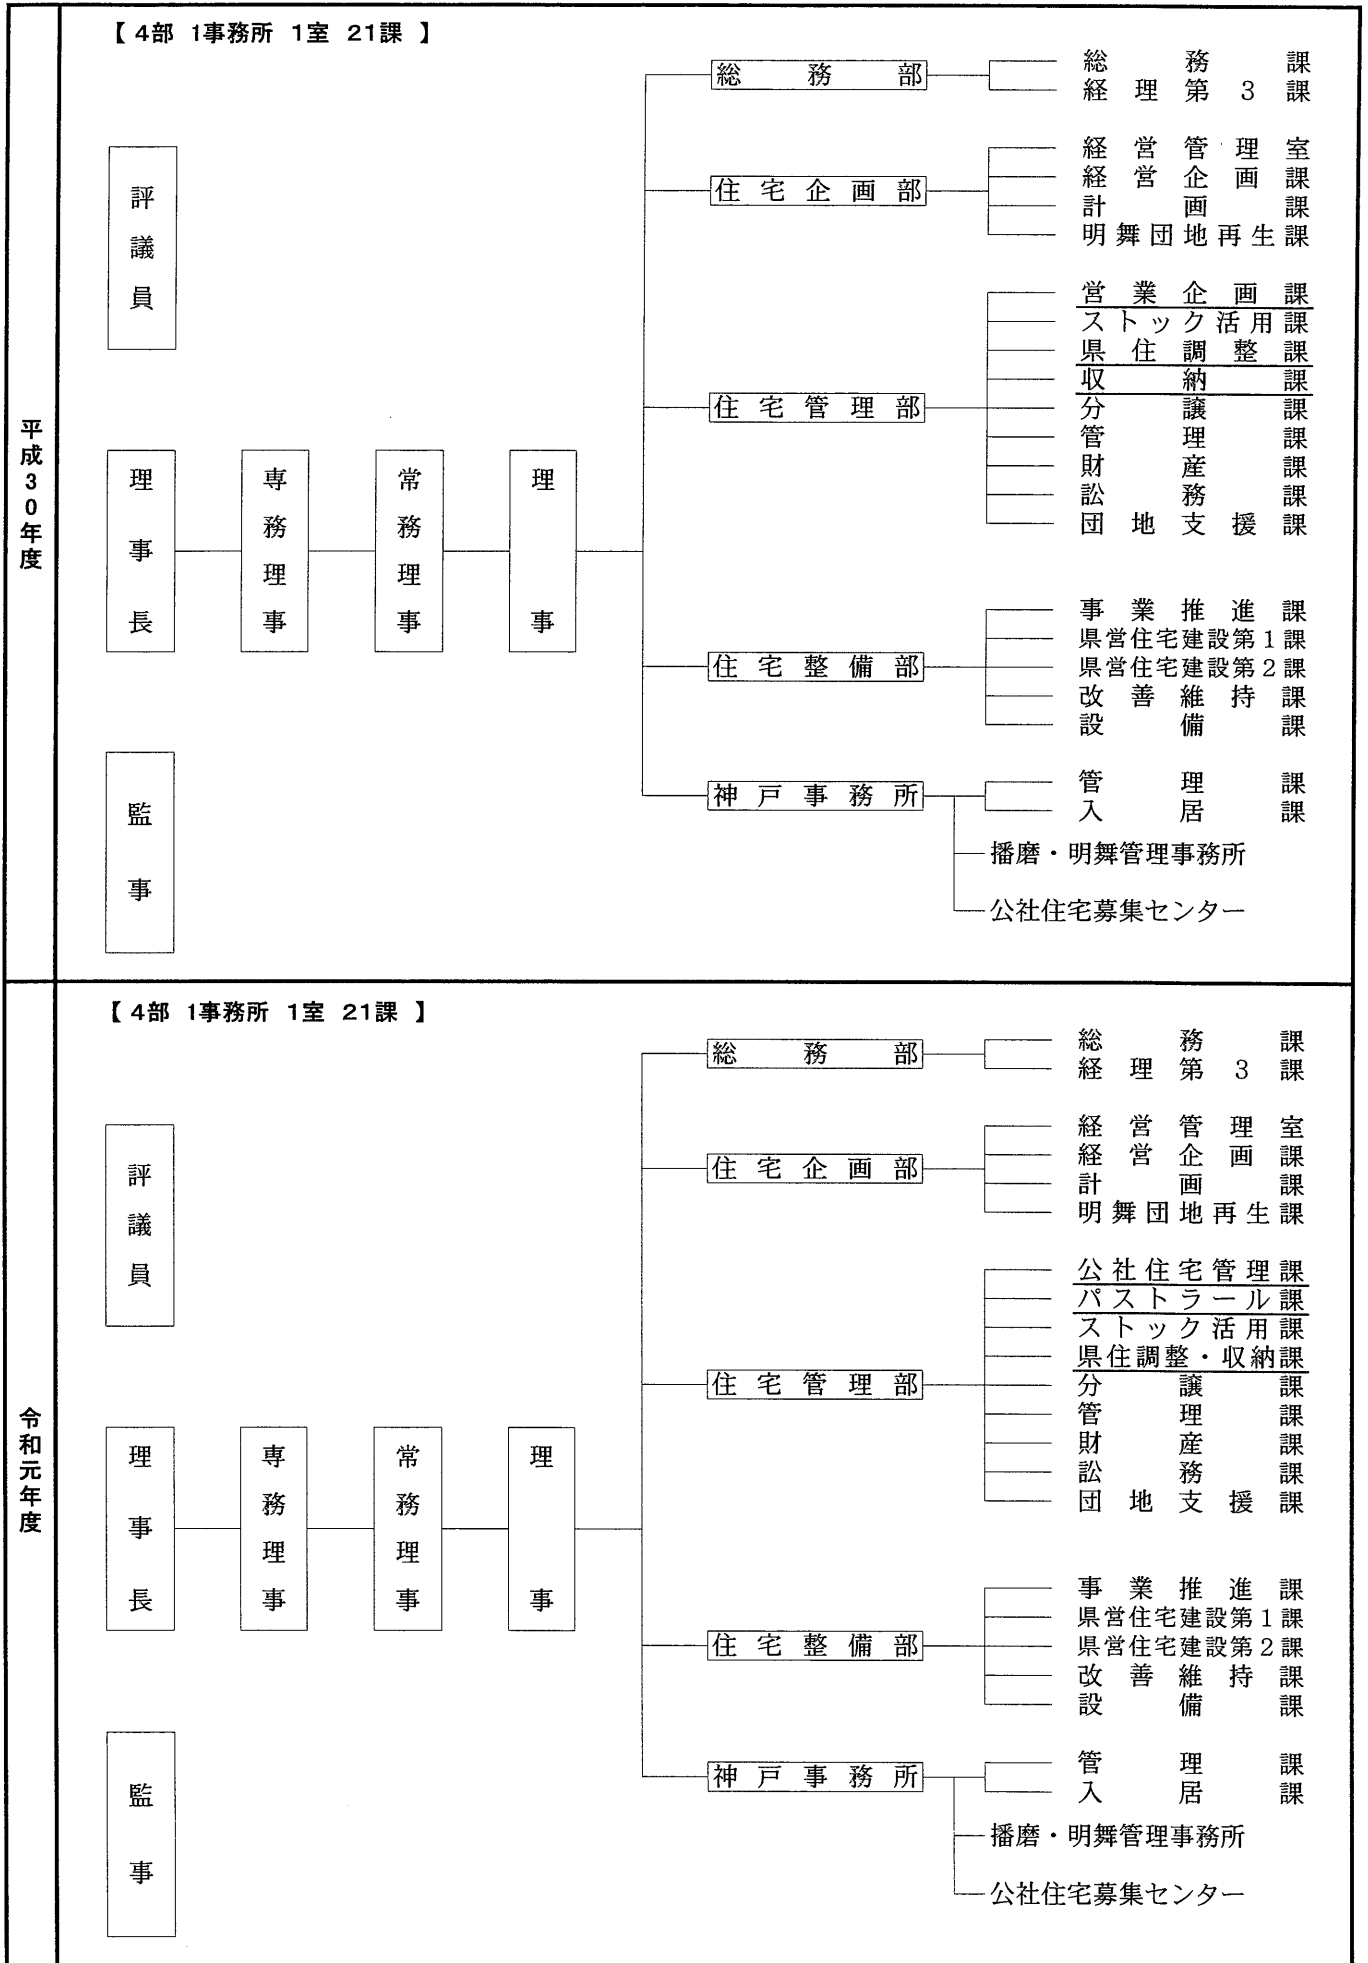 平成30年度
【 4部 1事務所 1室 21課 】
評議員
理事長
専務理事
常務理事
理事
監事
総務部
総務課
経理第3課
住宅企画部
経営管理室
経営企画課
計画課
明舞団地再生課
住宅管理部
営業企画課
ストック活用課
県住調整課
収納課
分譲課
管理課
財産課
訟務課
団地支援課
住宅整備部
事業推進課
県営住宅建設第1課
県営住宅建設第2課
改善維持課
設備課
神戸事務所
管理課
入居課
播磨・明舞管理事務所
公社住宅募集センター
令和元年度
【 4部 1事務所 1室 21課 】
評議員
理事長
専務理事
常務理事
理事
監事
総務部
総務課
経理第3課
住宅企画部
経営管理室
経営企画課
計画課
明舞団地再生課
住宅管理部
公社住宅管理課
パストラール課
ストック活用課
県住調整・収納課
分譲課
管理課
財産課
訟務課
団地支援課
住宅整備部
事業推進課
県営住宅建設第1課
県営住宅建設第2課
改善維持課
設備課
神戸事務所
管理課
入居課
播磨・明舞管理事務所
公社住宅募集センター